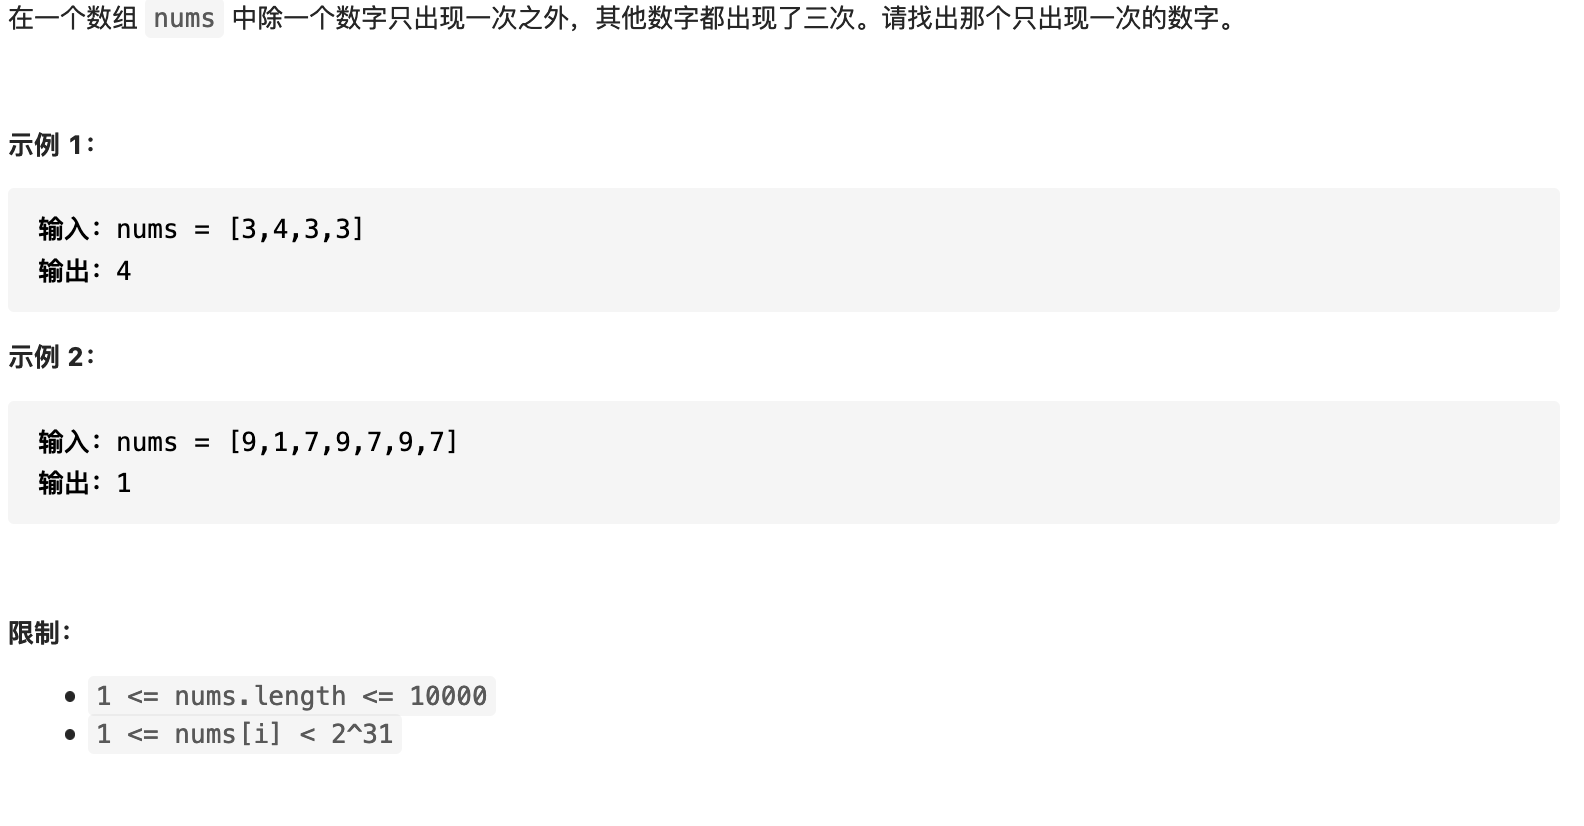 在一个数组 nums 中除一个数字只出现一次之外，其他数字都出现了三次。请找出那个只出现一次的数字。
示例 1：
输入：nums = [3,4,3,3]
输出：4
示例 2：
输入：nums = [9,1,7,9,7,9,7]
输出：1
限制：
• 1 <= nums.length <= 10000
• 1 <= nums[i] < 2^31